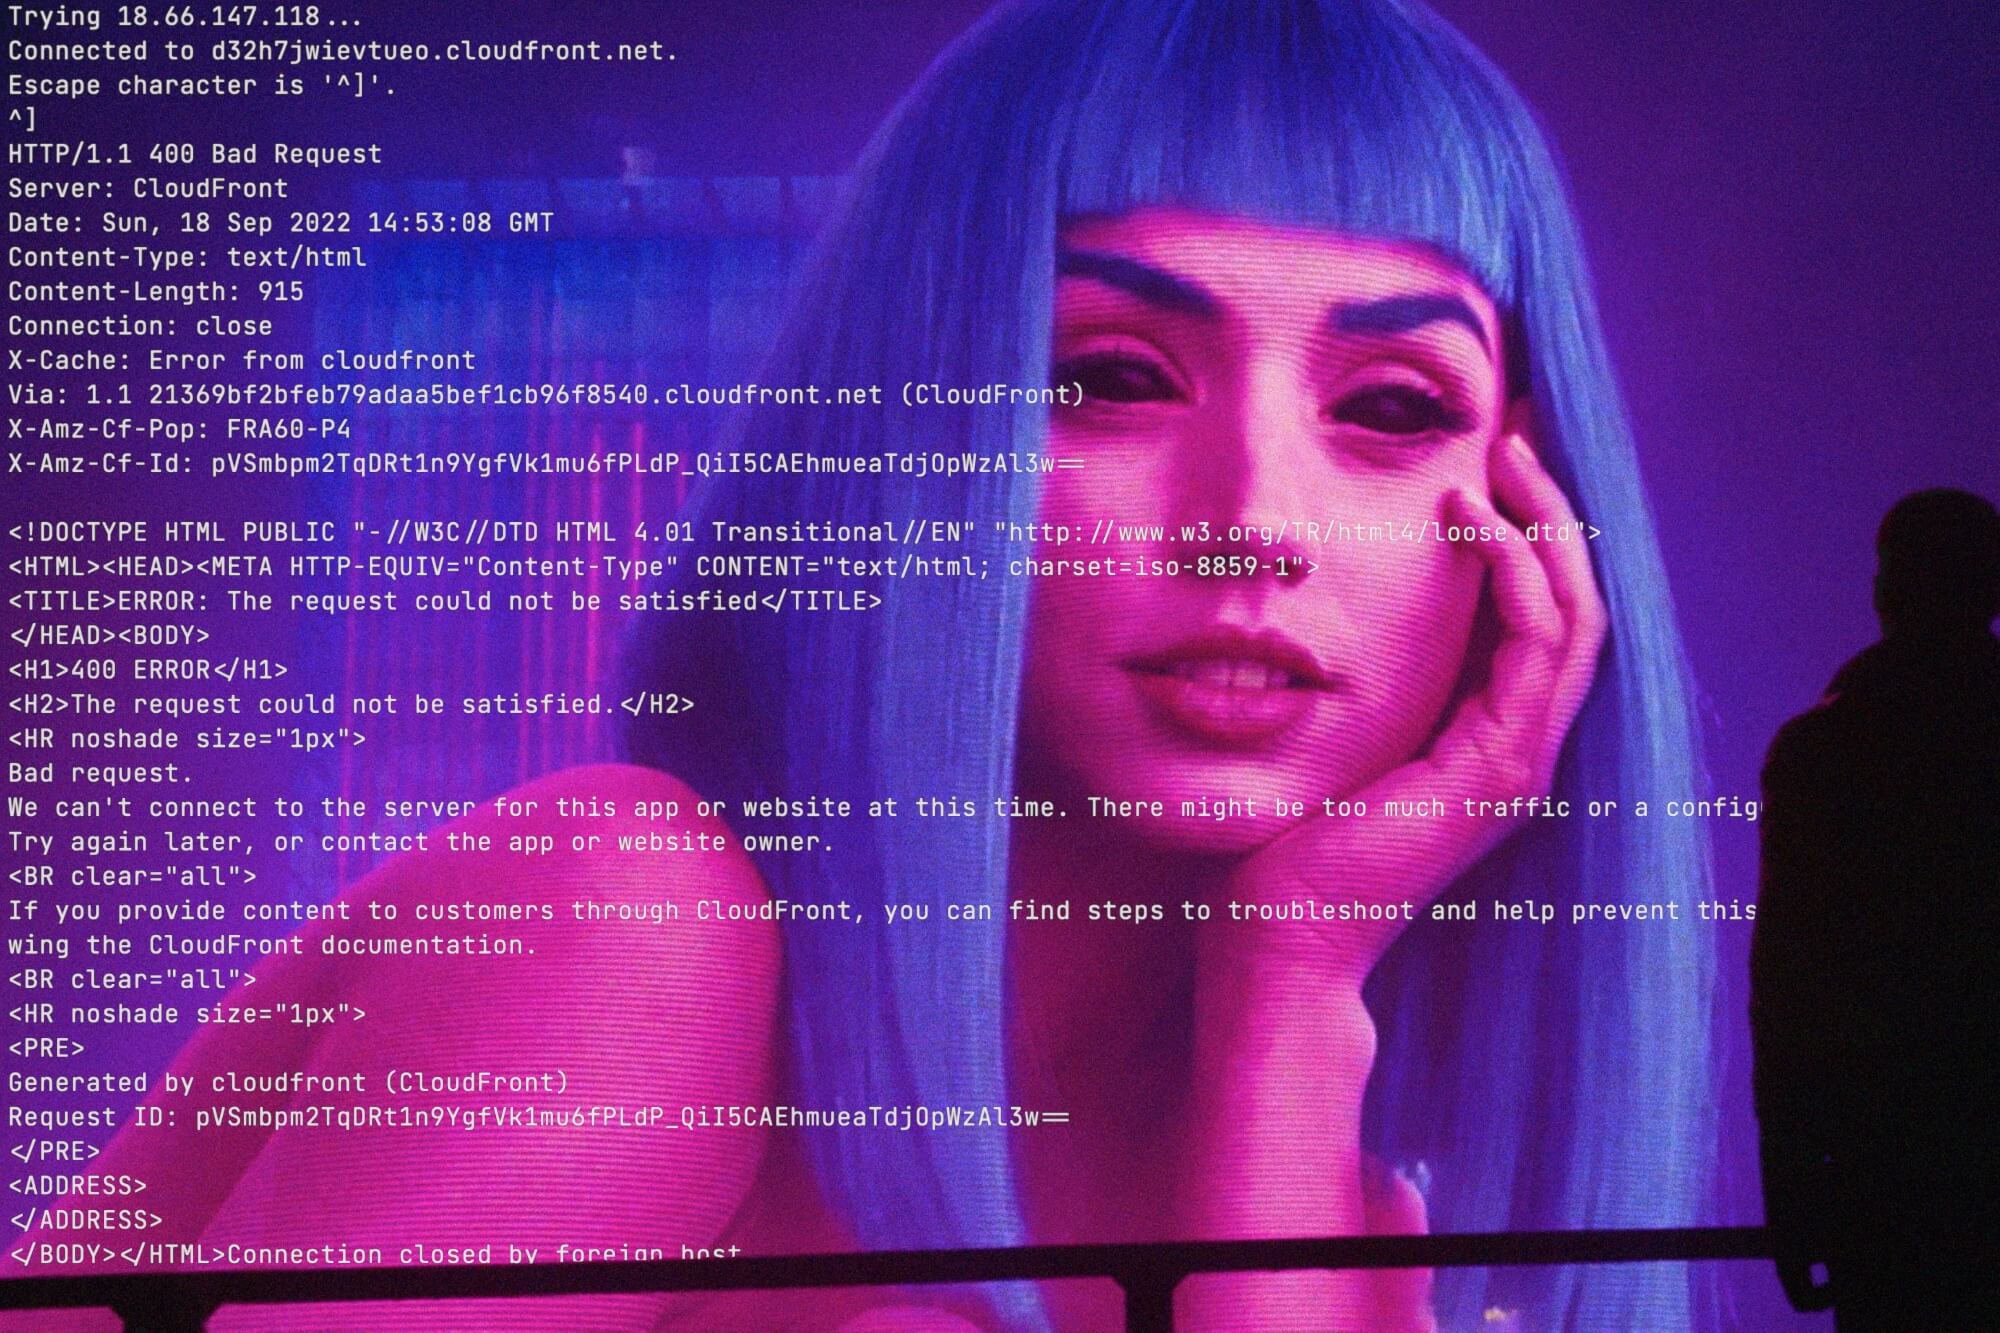 Trying 18.66.147.118...
Connected to d32h7jwievtueo.cloudfront.net.
Escape character is '^]'.
^]
HTTP/1.1 400 Bad Request
Server: CloudFront
Date: Sun, 18 Sep 2022 14:53:08 GMT
Content-Type: text/html
Content-Length: 915
Connection: close
X-Cache: Error from cloudfront
Via: 1.1 21369bf2bfeb79adaa5bef1cb96f8540.cloudfront.net (CloudFront)
X-Amz-Cf-Pop: FRA60-P4
X-Amz-Cf-Id: pVSmbpm2TqDRt1n9YgfVk1mu6fPLdP_QiI5CAEhmueaTdjOpWzAl3w==
<!DOCTYPE HTML PUBLIC "-//W3C//DTD HTML 4.01 Transitional//EN" "http://www.w3.org/TR/html4/loose.dtd">
<HTML><HEAD><META HTTP-EQUIV="Content-Type" CONTENT="text/html; charset=iso-8859-1">
<TITLE>ERROR: The request could not be satisfied</TITLE>
</HEAD><BODY>
<H1>400 ERROR</H1>
<H2>The request could not be satisfied.</H2>
<HR noshade size="1px">
Bad request.
We can't connect to the server for this app or website at this time. There might be too much traffic or a config
Try again later, or contact the app or website owner.
<BR clear="all">
If you provide content to customers through CloudFront, you can find steps to troubleshoot and help prevent this
wing the CloudFront documentation.
<BR clear="all">
<HR noshade size="1px">
<PRE>
Generated by cloudfront (CloudFront)
Request ID: pVSmbpm2TqDRt1n9YgfVk1mu6fPLdP_QiI5CAEhmueaTdjOpWzAl3w==
</PRE>
<ADDRESS>
</ADDRESS>
</BODY></HTML>Connection closed by foreign host